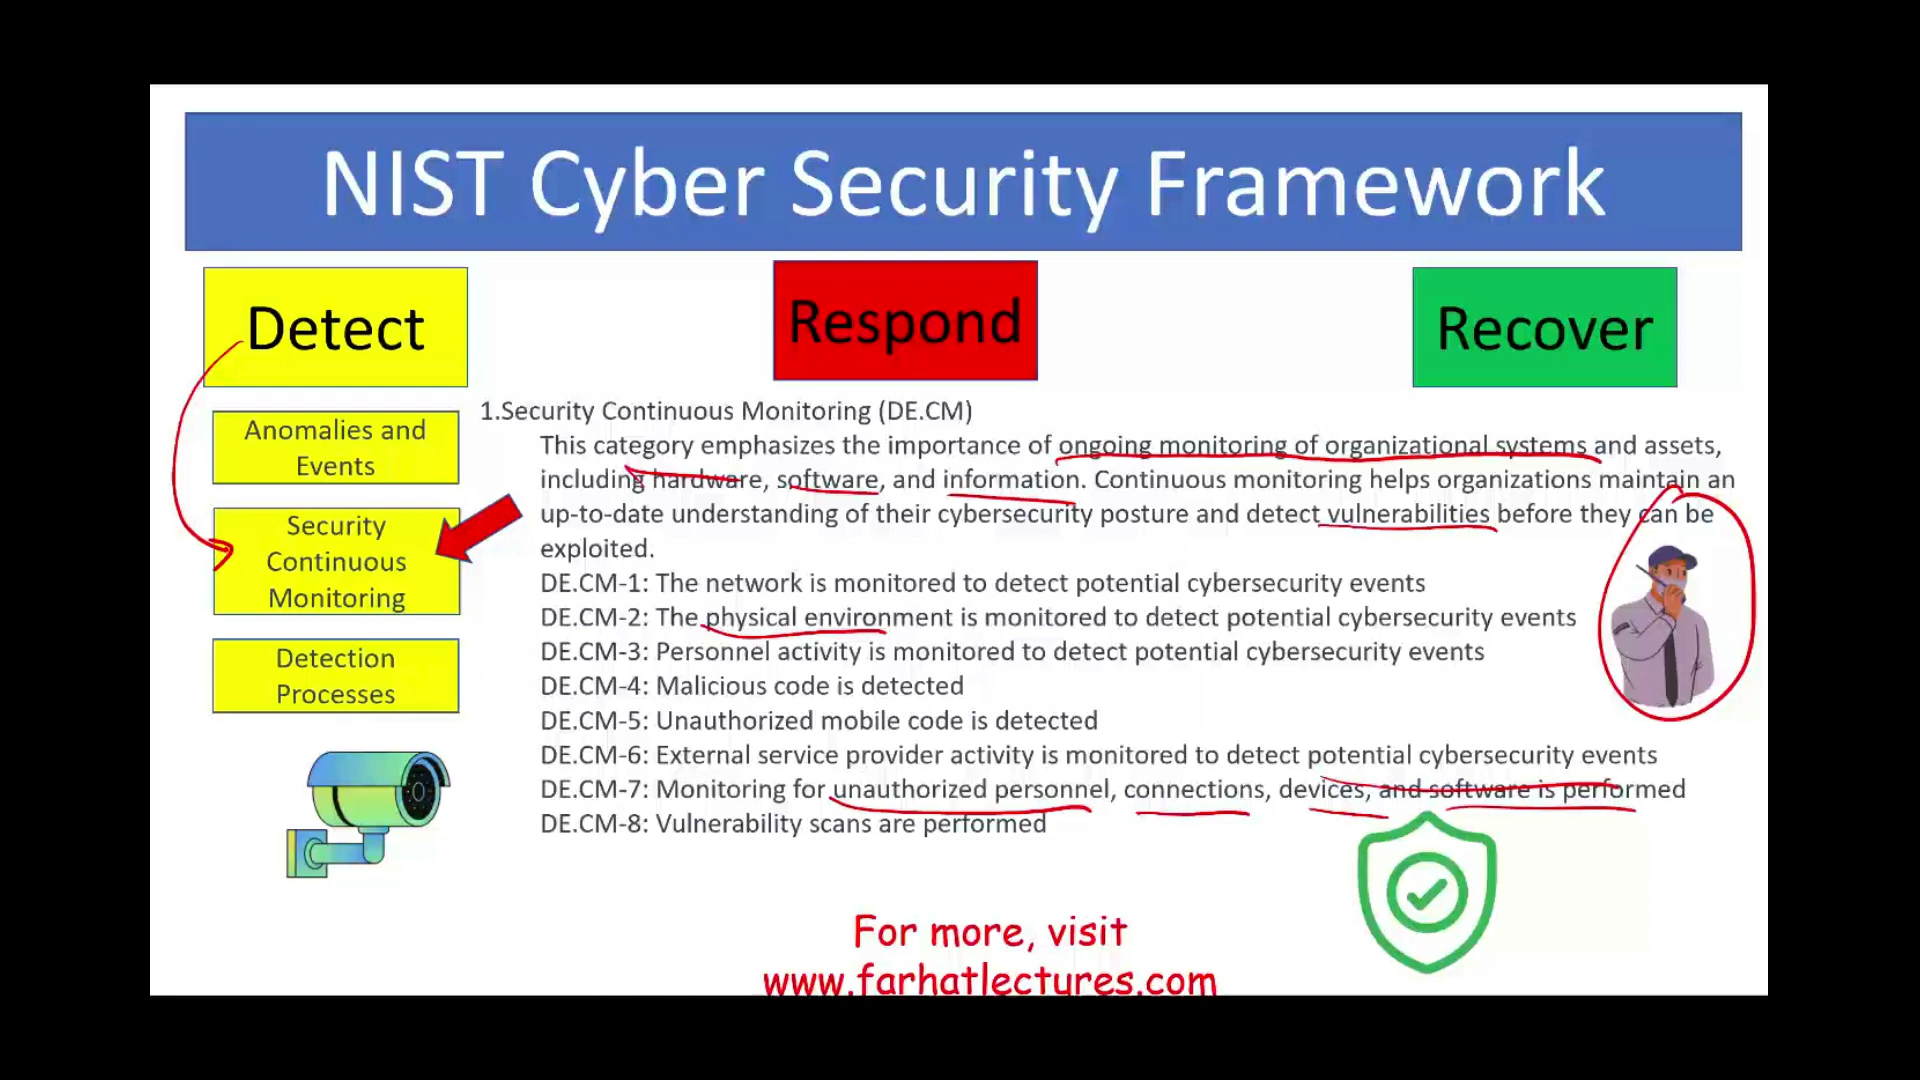 NIST Cyber Security Framework
Detect
Respond
Recover
Anomalies and
Events
Security
Continuous
Monitoring
Detection
Processes
1.Security Continuous Monitoring (DE.CM)
This category emphasizes the importance of ongoing monitoring of organizational systems and assets,
including hardware, software, and information. Continuous monitoring helps organizations maintain an
up-to-date understanding of their cybersecurity posture and detect vulnerabilities before they can be
exploited.
DE.CM-1: The network is monitored to detect potential cybersecurity events
DE.CM-2: The physical environment is monitored to detect potential cybersecurity events
DE.CM-3: Personnel activity is monitored to detect potential cybersecurity events
DE.CM-4: Malicious code is detected
DE.CM-5: Unauthorized mobile code is detected
DE.CM-6: External service provider activity is monitored to detect potential cybersecurity events
DE.CM-7: Monitoring for unauthorized personnel, connections, devices, and software is performed
DE.CM-8: Vulnerability scans are performed
For more, visit
www.farhatlectures.com